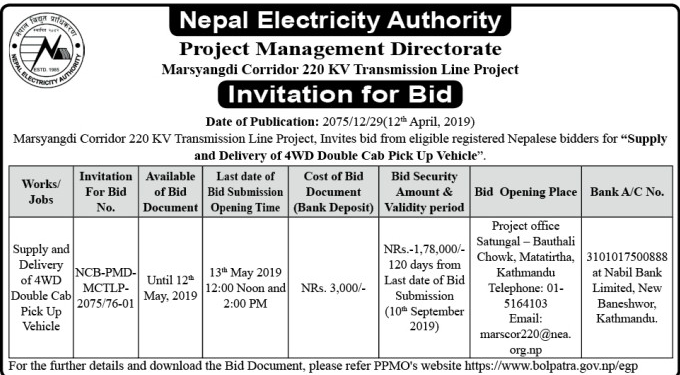 नेपाल विद्युत प्राधिकरण
ESTD. 1985
NEPAL ELECTRICITY AUTHORITY
Nepal Electricity Authority
Project Management Directorate
Marsyangdi Corridor 220 KV Transmission Line Project
Invitation for Bid
Date of Publication: 2075/12/29(12th April, 2019)
Marsyangdi Corridor 220 KV Transmission Line Project, Invites bid from eligible registered Nepalese bidders for “Supply
and Delivery of 4WD Double Cab Pick Up Vehicle”.
Works/
Jobs
Invitation
For Bid
No.
Available
of Bid
Document
Last date of
Bid Submission
Opening Time
Cost of Bid
Document
(Bank Deposit)
Bid Security
Amount &
Validity period
Bid Opening Place
Bank A/C No.
Supply and
Delivery
of 4WD
Double Cab
Pick Up
Vehicle
NCB-PMD-
MCTLP-
2075/76-01
Until 12th
May, 2019
13th May 2019
12:00 Noon and
2:00 PM
NRs. 3,000/-
NRs.-1,78,000/-
120 days from
Last date of Bid
Submission
(10th September
2019)
Project office
Satungal – Bauthali
Chowk, Matatirtha,
Kathmandu
Telephone: 01-
5164103
Email:
marscor220@nea.
org.np
3101017500888
at Nabil Bank
Limited, New
Baneshwor,
Kathmandu.
For the further details and download the Bid Document, please refer PPMO's website https://www.bolpatra.gov.np/egp